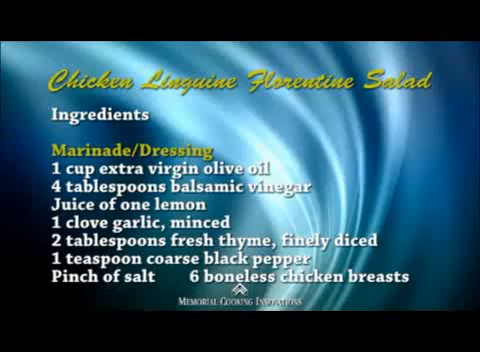 Chicken Linguine Florentine Salad
Ingredients
Marinade/Dressing
1 cup extra virgin olive oil
4 tablespoons balsamic vinegar
Juice of one lemon
1 clove garlic, minced
2 tablespoons fresh thyme, finely diced
1 teaspoon coarse black pepper
Pinch of salt 6 boneless chicken breasts
Memorial Cooking Innovations